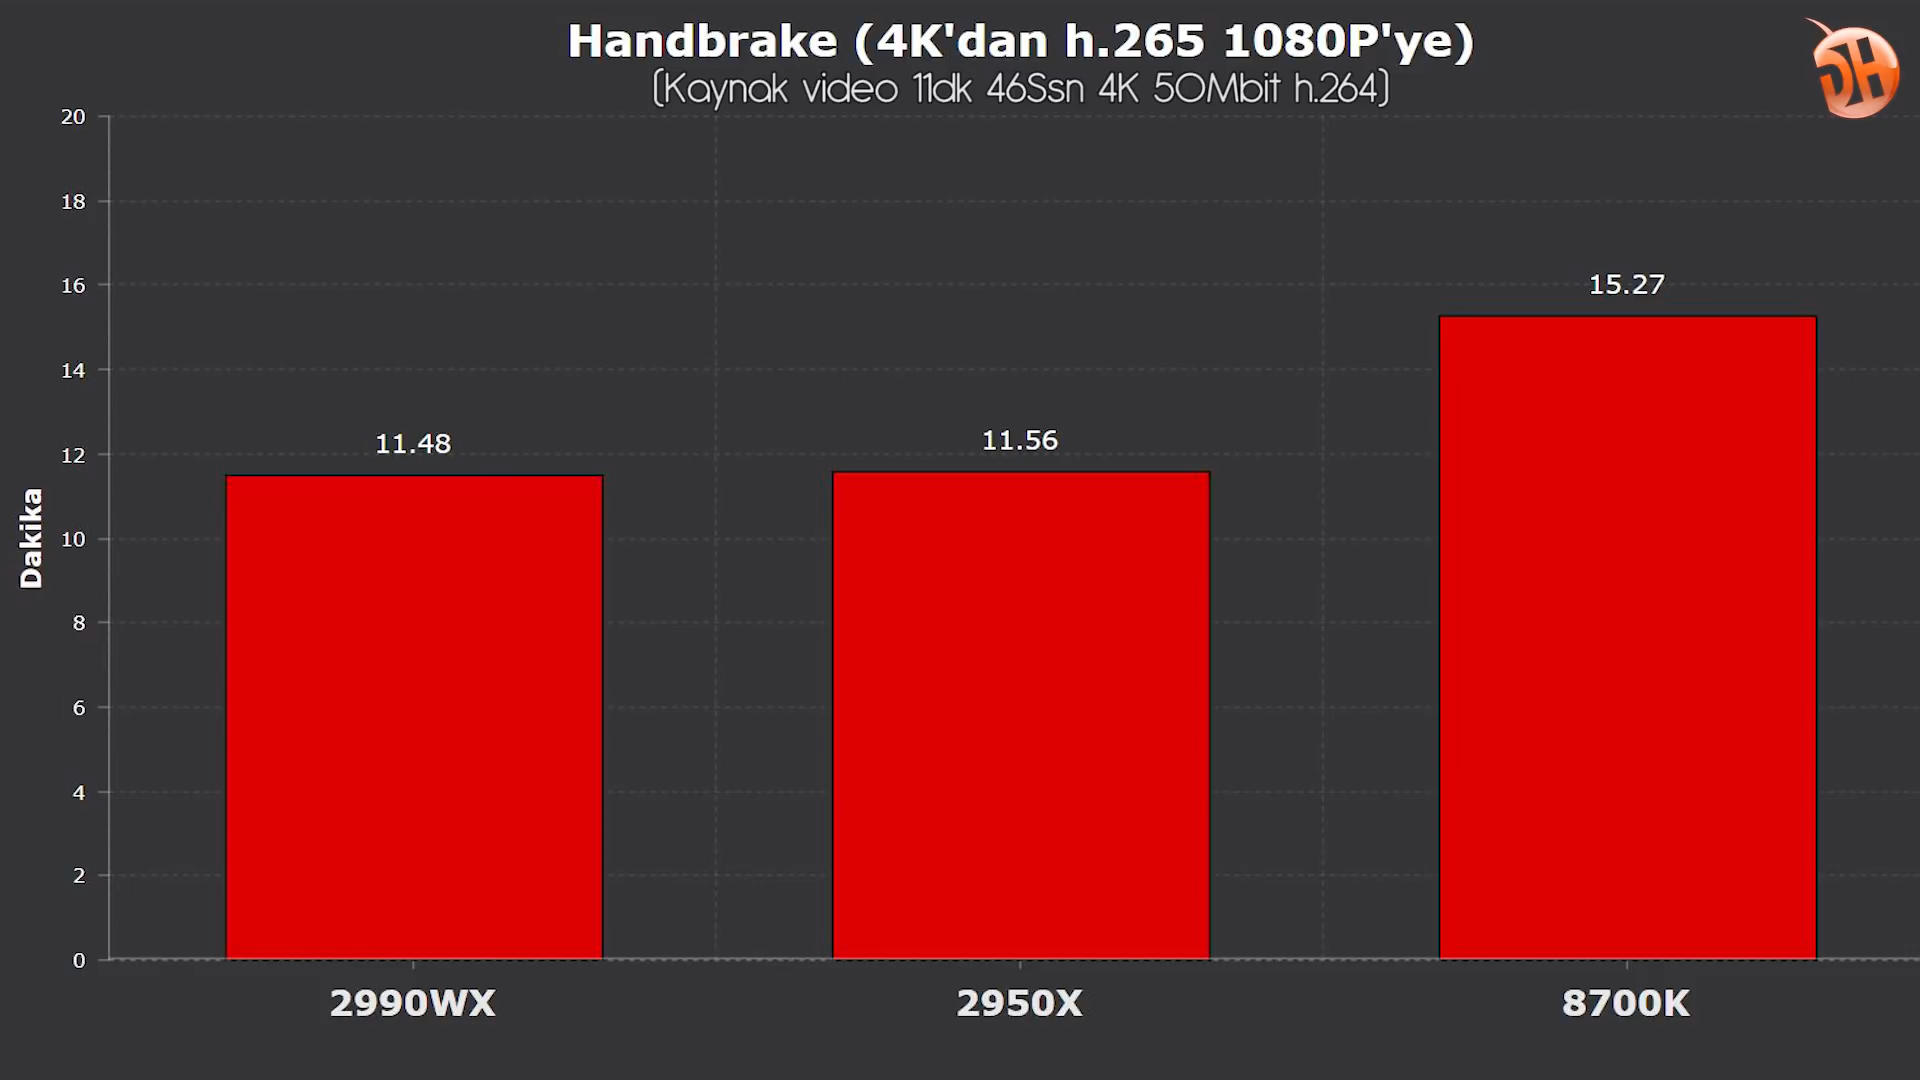 Handbrake (4K'dan h.265 1080P'ye)
(Kaynak video 11dk 46Ssn 4K 50Mbit h.264)
DH
20
18
16
14
12
10
8
6
4
2
0
Dakika
11.48
11.56
15.27
2990WX
2950X
8700K